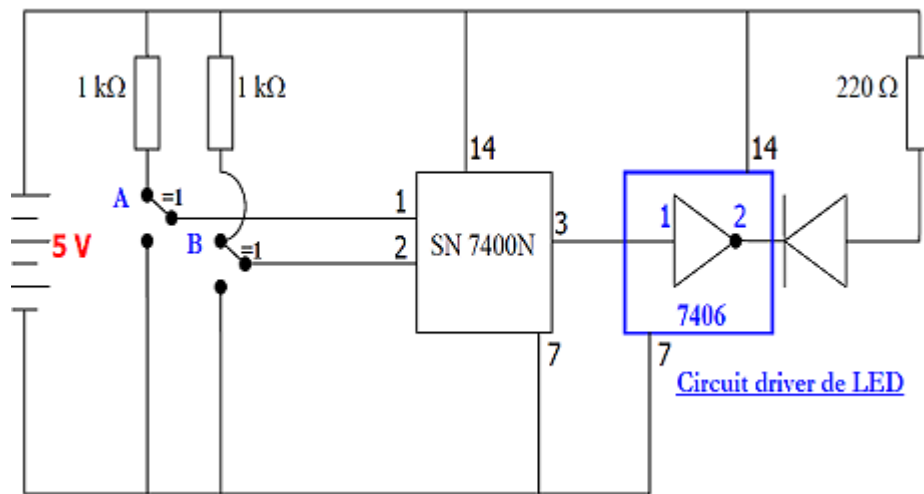 1 kΩ
1 kΩ
220 Ω
14
14
A
=1
1
1
2
5 V
B
=1
2
SN 7400N
3
7406
7
7
Circuit driver de LED